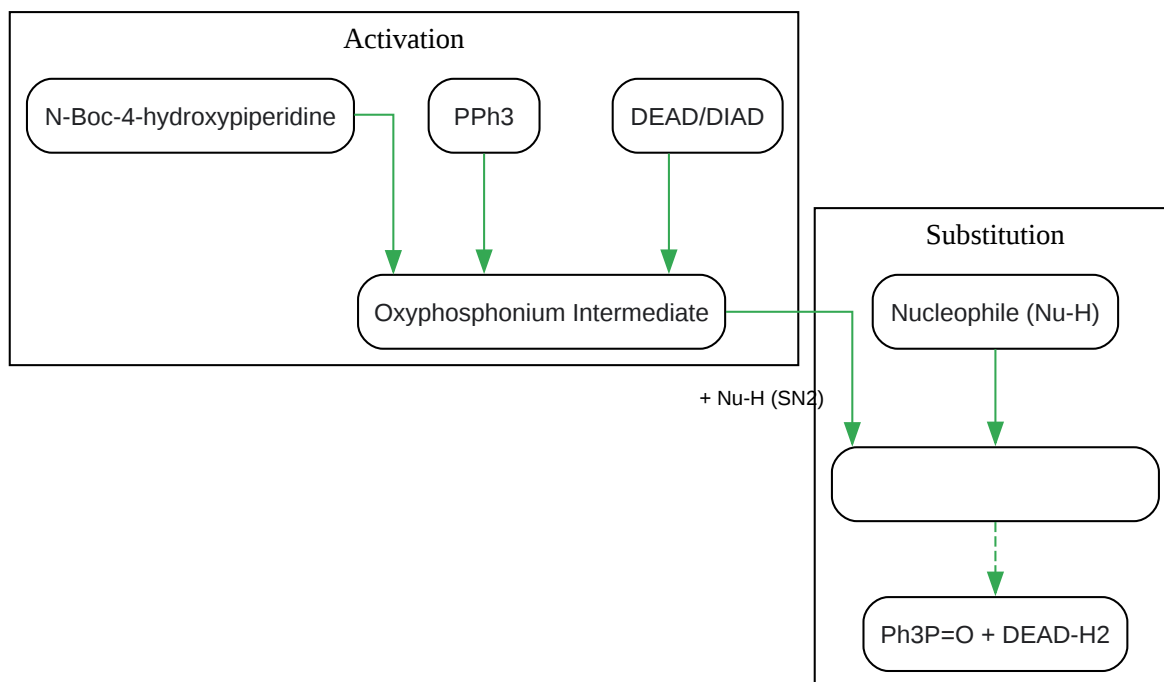 Activation
N-Boc-4-hydroxypiperidine
PPh3
DEAD/DIAD
Oxyphosphonium Intermediate
Substitution
Nucleophile (Nu-H)
+ Nu-H (SN2)
Ph3P=O + DEAD-H2